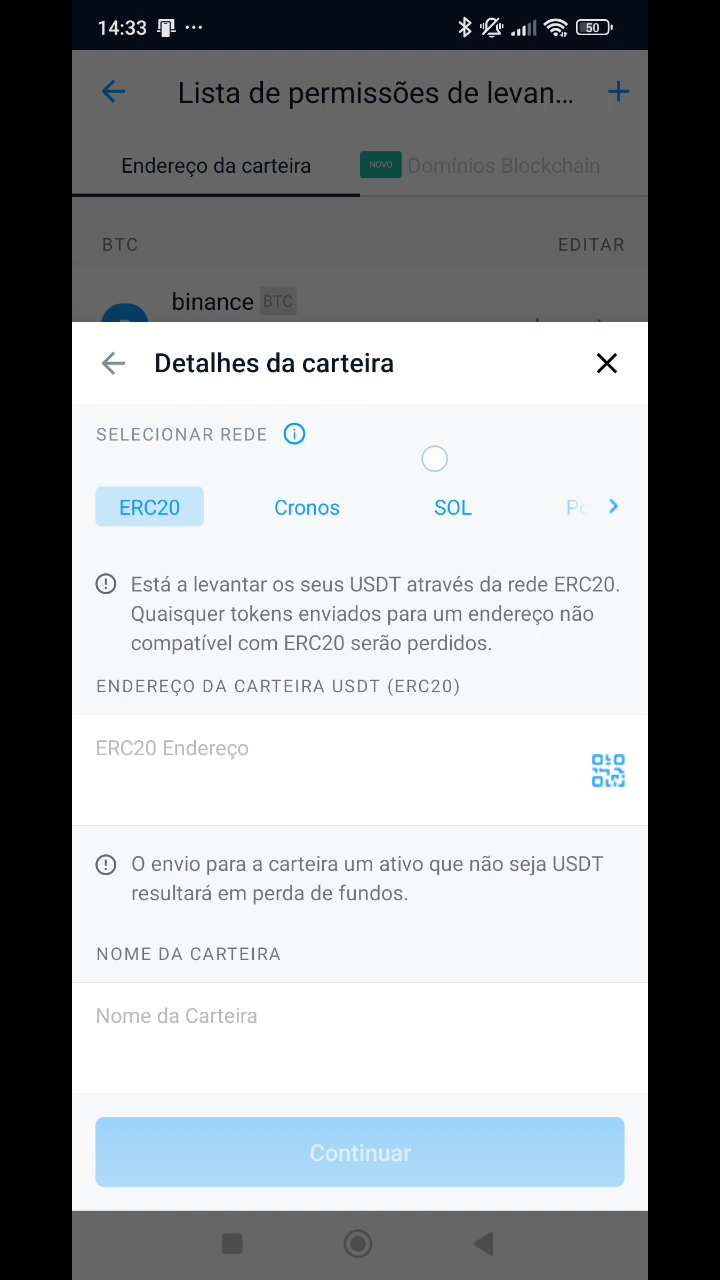 14:33
50
Lista de permissões de levan...
Endereço da carteira
NOVO Domínios Blockchain
BTC
EDITAR
binance BTC
Detalhes da carteira
SELECIONAR REDE
ERC20
Cronos
SOL
Está a levantar os seus USDT através da rede ERC20.
Quaisquer tokens enviados para um endereço não
compatível com ERC20 serão perdidos.
ENDEREÇO DA CARTEIRA USDT (ERC20)
ERC20 Endereço
O envio para a carteira um ativo que não seja USDT
resultará em perda de fundos.
NOME DA CARTEIRA
Nome da Carteira
Continuar